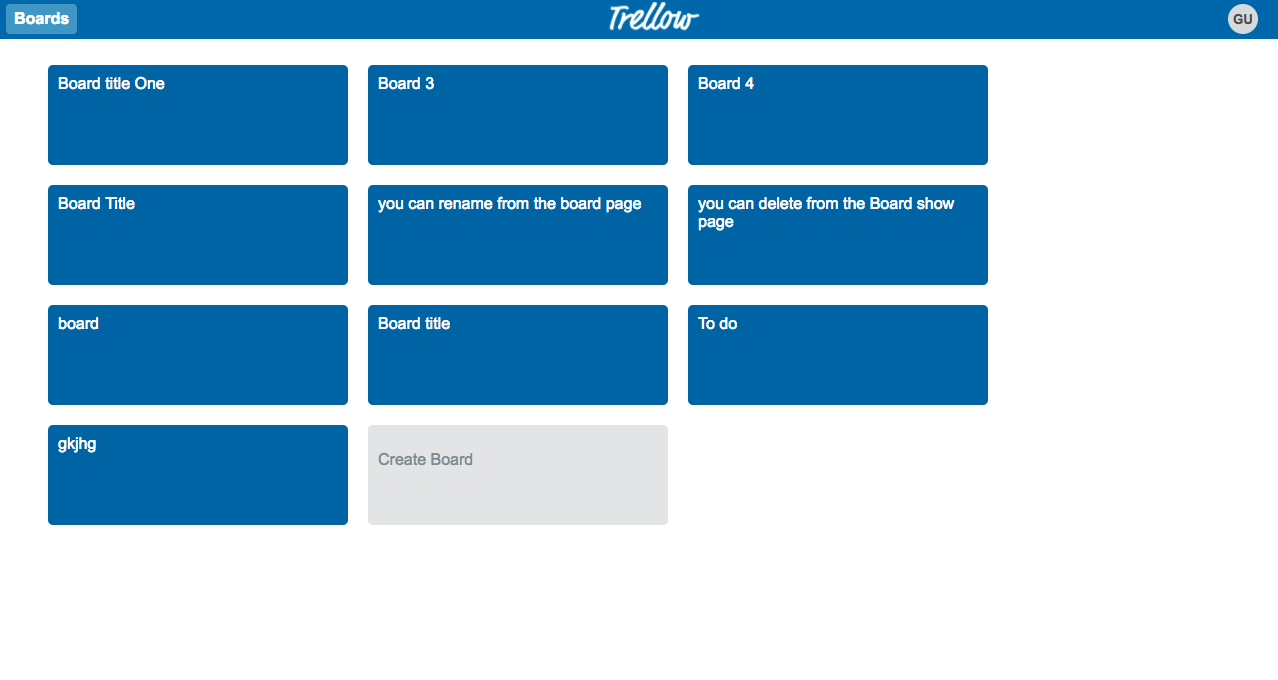 Boards
Trellow
GU
Board title One
Board 3
Board 4
Board Title
you can rename from the board page
you can delete from the Board show
page
board
Board title
To do
gkjhg
Create Board